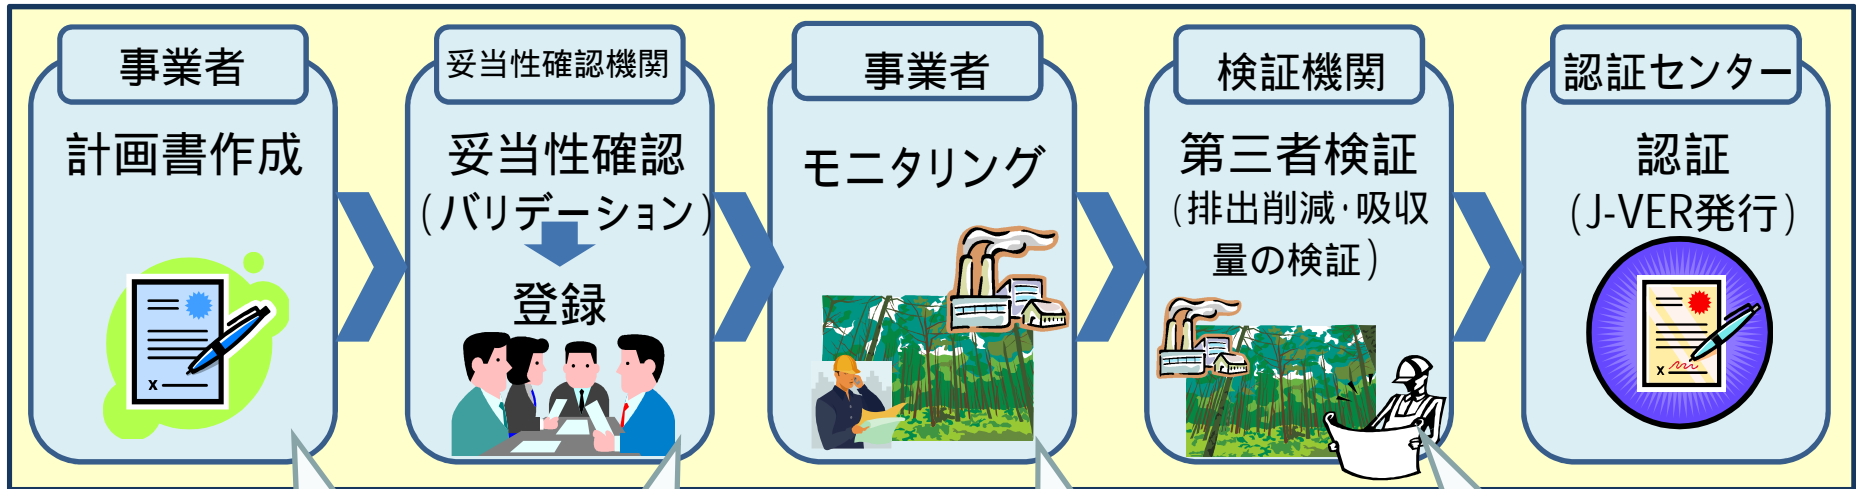 事業者
計画書作成
妥当性確認機関
妥当性確認
(バリデーション)
登録
事業者
モニタリング
検証機関
第三者検証
(排出削減・吸収
量の検証)
認証センター
認証
(J-VER発行)